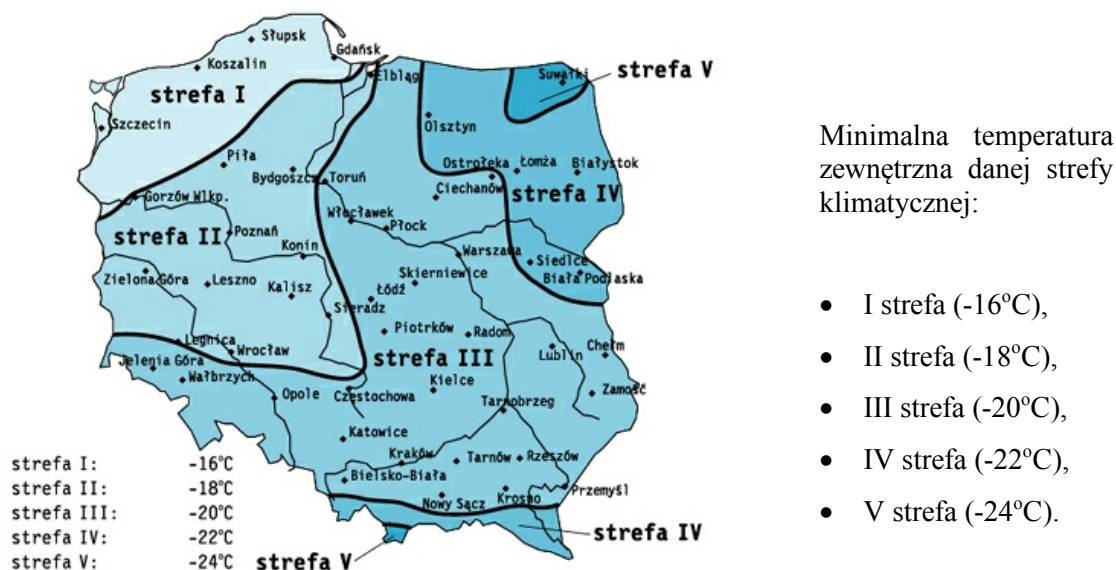 Słupsk
Gdańsk
Koszalin
Elbląg
Suwałki
strefa V
strefa I
Szczecin
Olsztyn
Piła
Ostrołęka
Łomża
Białystok
Bydgoszcz
Toruń
Ciechanów
Gorzów Wlkp.
strefa IV
Włocławek
strefa II
Poznań
Płock
Konin
Warszawa
Siedlce
Skierniewice
Biała Podlaska
Zielona Góra
Leszno
Kalisz
Łódź
Sieradz
Piotrków
Radom
Legnica
Wrocław
strefa III
Lublin
Chełm
Jelenia Góra
Wałbrzych
Kielce
Opole
Częstochowa
Zamość
Tarnobrzeg
Katowice
Kraków
Tarnów
Rzeszów
Bielsko-Biała
Nowy Sącz
Krosno
Przemyśl
strefa IV
strefa V
strefa I: -16°C
strefa II: -18°C
strefa III: -20°C
strefa IV: -22°C
strefa V: -24°C
Minimalna temperatura
zewnętrzna danej strefy
klimatycznej:
• I strefa (-16°C),
• II strefa (-18°C),
• III strefa (-20°C),
• IV strefa (-22°C),
• V strefa (-24°C).